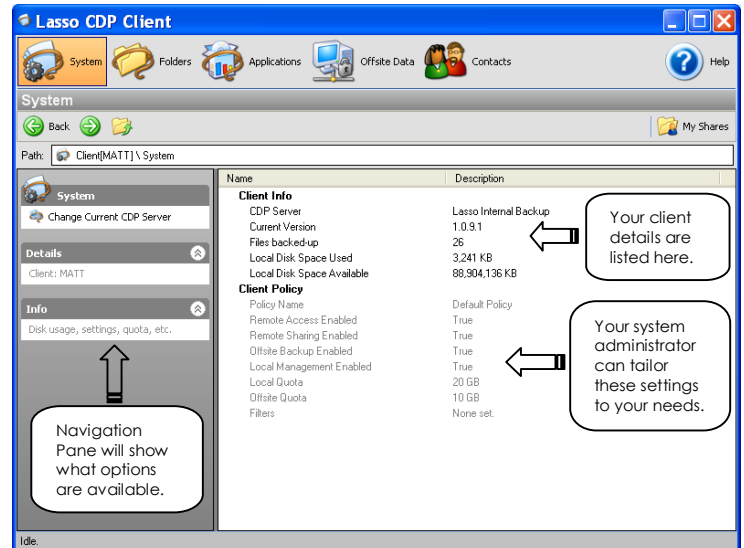 Lasso CDP Client
System Folders Applications Offsite Data Contacts Help
System
Back My Shares
Path: Client[MATT] \ System
System
Change Current CDP Server
Details
Client: MATT
Info
Disk usage, settings, quota, etc.
Navigation
Pane will show
what options
are available.
Name Description
Client Info
CDP Server Lasso Internal Backup
Current Version 1.0.9.1
Files backed-up 26
Local Disk Space Used 3,241 KB
Local Disk Space Available 88,904,136 KB
Client Policy
Policy Name Default Policy
Remote Access Enabled True
Remote Sharing Enabled True
Offsite Backup Enabled True
Local Management Enabled True
Local Quota 20 GB
Offsite Quota 10 GB
Filters None set.
Your client
details are
listed here.
Your system
administrator
can tailor
these settings
to your needs.
Idle.